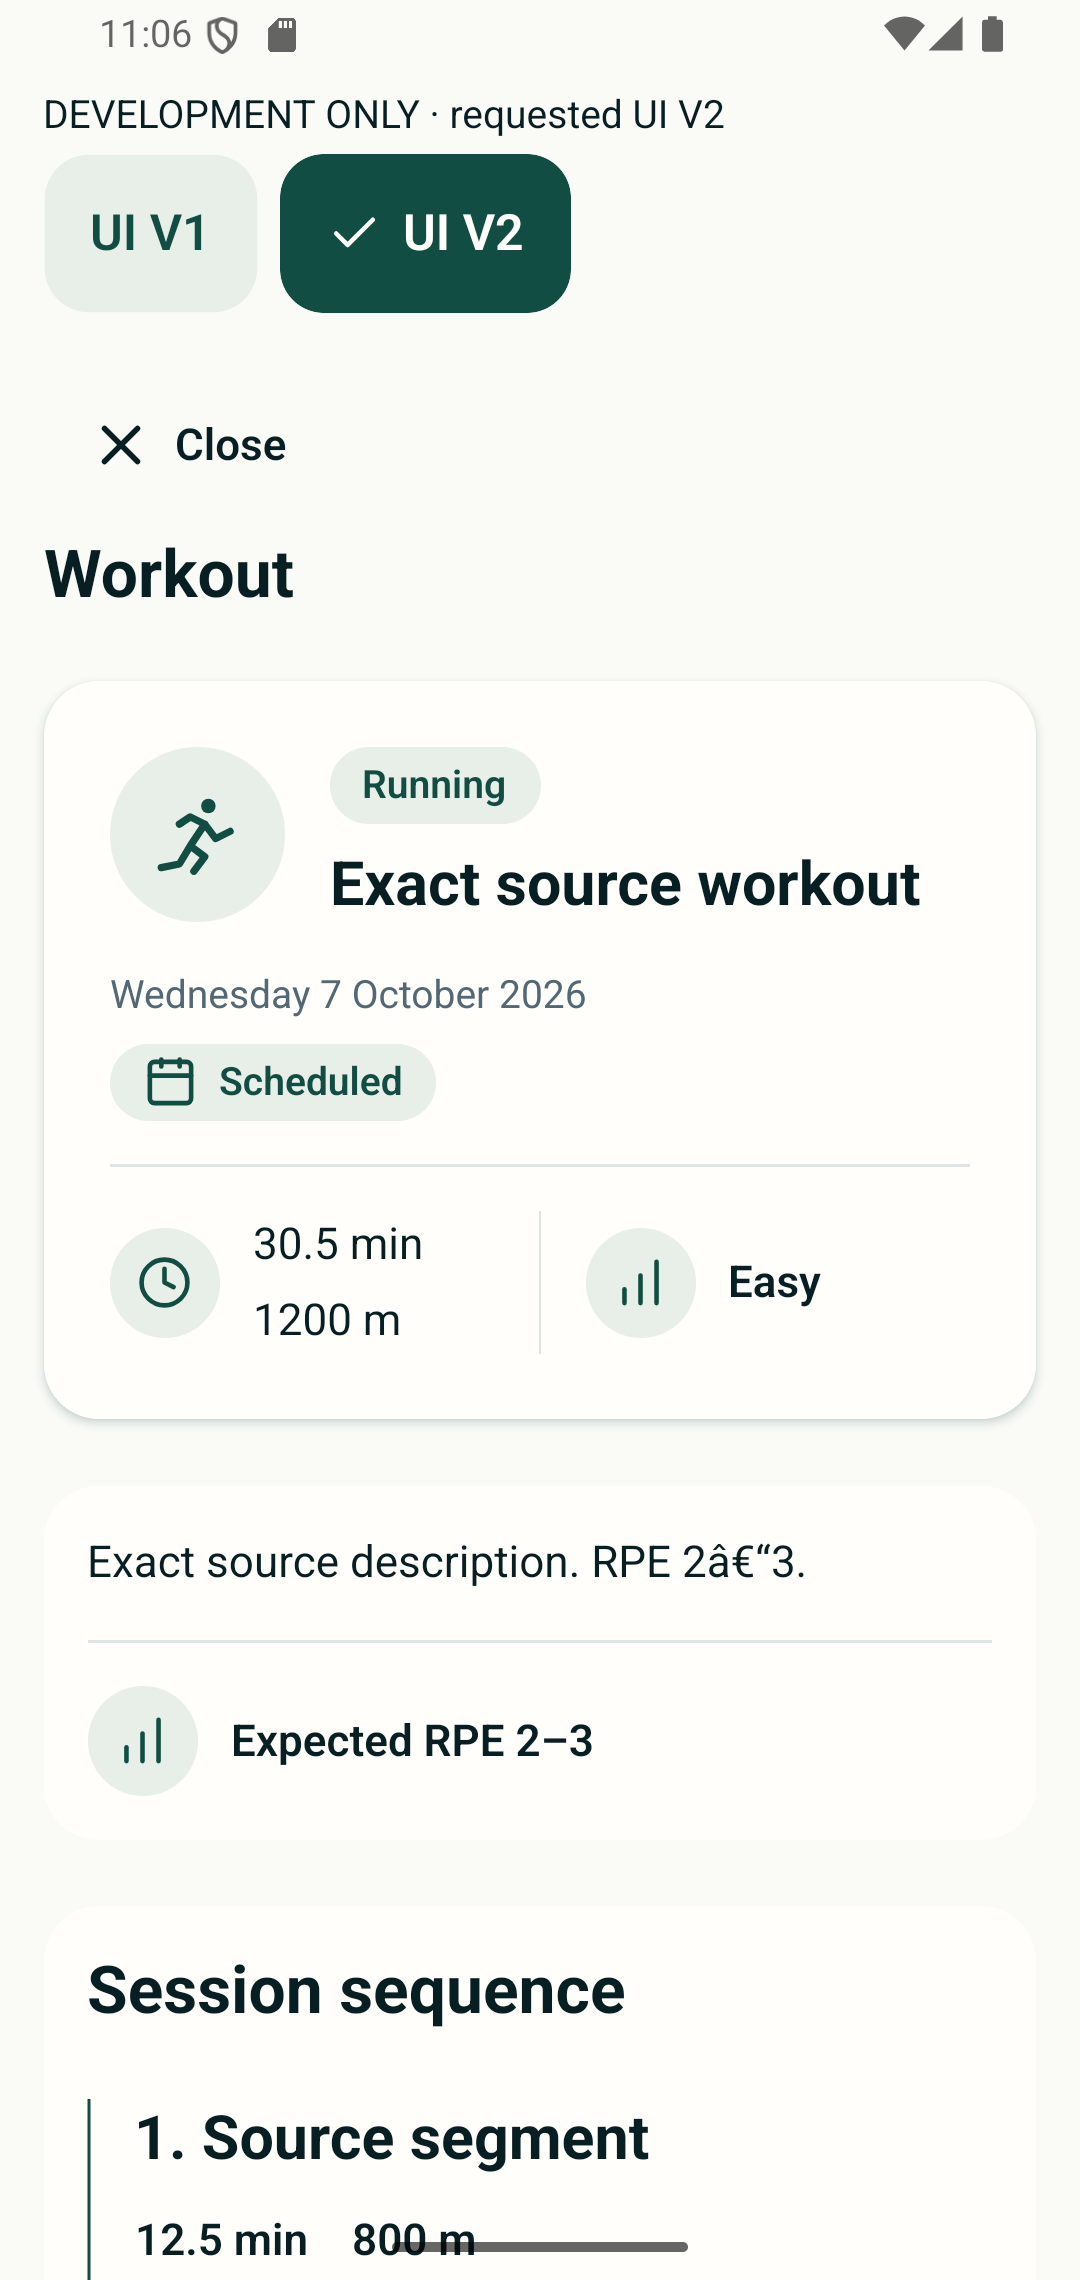 11:06
DEVELOPMENT ONLY · requested UI V2
UI V1
UI V2
Close
Workout
Running
Exact source workout
Wednesday 7 October 2026
Scheduled
30.5 min
1200 m
Easy
Exact source description. RPE 2â€“3.
Expected RPE 2–3
Session sequence
1. Source segment
12.5 min 800 m